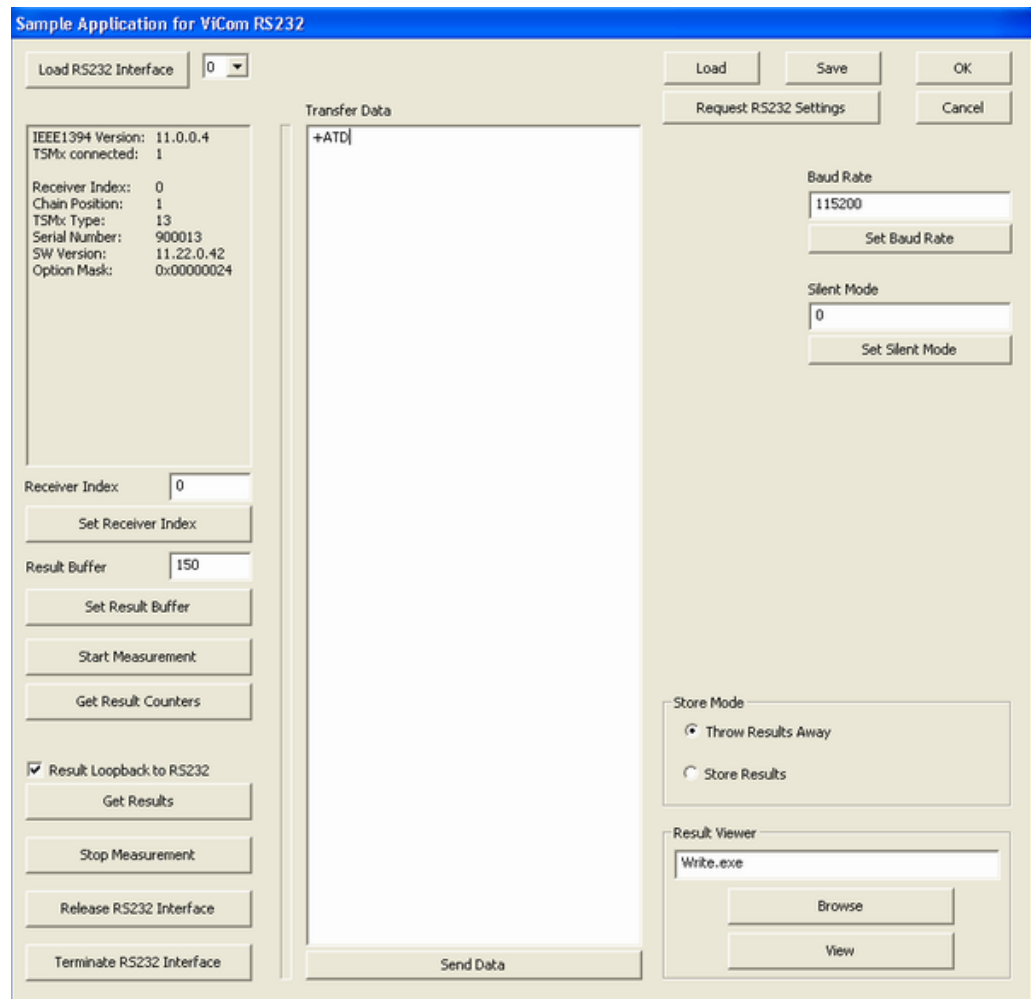 Sample Application for ViCom RS232
Load RS232 Interface
0
Load
Save
OK
Request RS232 Settings
Cancel
Transfer Data
+ATD
IEEE1394 Version: 11.0.0.4
TSMx connected: 1
Receiver Index: 0
Chain Position: 1
TSMx Type: 13
Serial Number: 900013
SW Version: 11.22.0.42
Option Mask: 0x00000024
Baud Rate
115200
Set Baud Rate
Silent Mode
0
Set Silent Mode
Receiver Index 0
Set Receiver Index
Result Buffer 150
Set Result Buffer
Start Measurement
Get Result Counters
Result Loopback to RS232
Get Results
Stop Measurement
Release RS232 Interface
Terminate RS232 Interface
Send Data
Store Mode
Throw Results Away
Store Results
Result Viewer
Write.exe
Browse
View